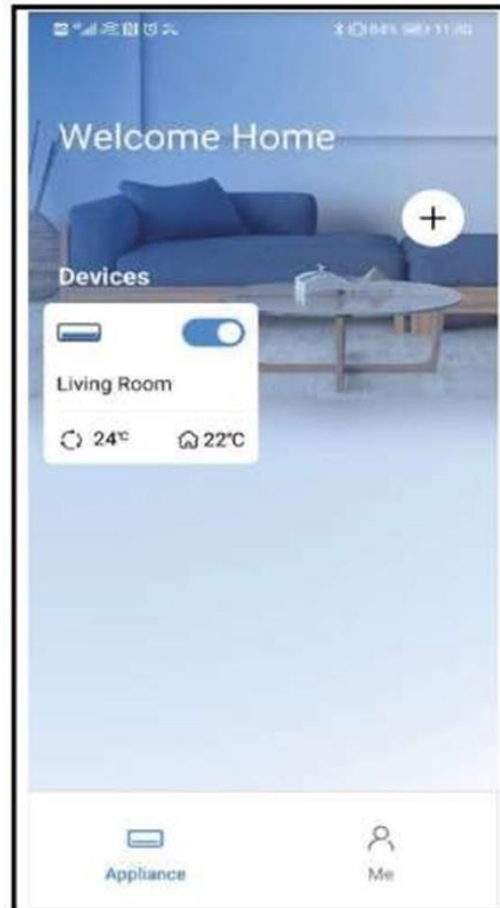 Welcome Home
Devices
Living Room
24℃
22℃
Appliance
Me